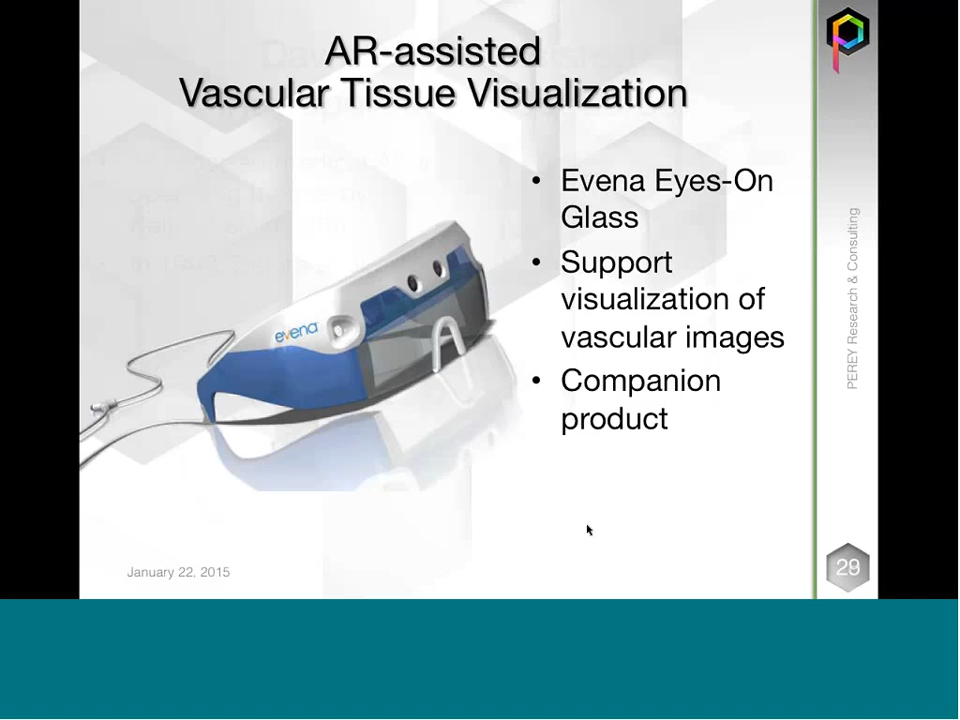 AR-assisted
Vascular Tissue Visualization
• Evena Eyes-On
Glass
• Support
visualization of
vascular images
• Companion
product
evena
PEREY Research & Consulting
January 22, 2015
29